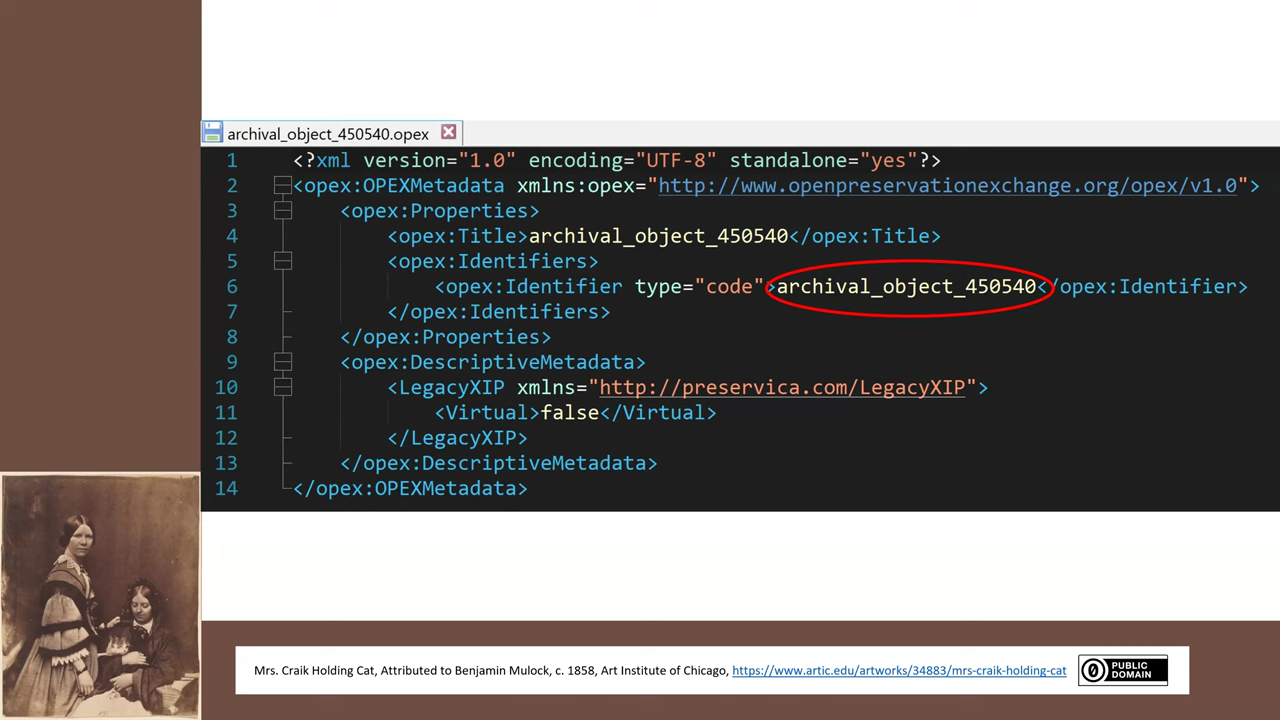 archival_object_450540.opex
1 <?xml version="1.0" encoding="UTF-8" standalone="yes"?>
2 <opex:OPEXMetadata xmlns:opex="http://www.openpreservationexchange.org/opex/v1.0">
3 <opex:Properties>
4 <opex:Title>archival_object_450540</opex:Title>
5 <opex:Identifiers>
6 <opex:Identifier type="code">archival_object_450540</opex:Identifier>
7 </opex:Identifiers>
8 </opex:Properties>
9 <opex:DescriptiveMetadata>
10 <LegacyXIP xmlns="http://preservica.com/LegacyXIP">
11 <Virtual>false</Virtual>
12 </LegacyXIP>
13 </opex:DescriptiveMetadata>
14 </opex:OPEXMetadata>
Mrs. Craik Holding Cat, Attributed to Benjamin Mulock, c. 1858, Art Institute of Chicago, https://www.artic.edu/artworks/34883/mrs-craik-holding-cat
0 PUBLIC
DOMAIN